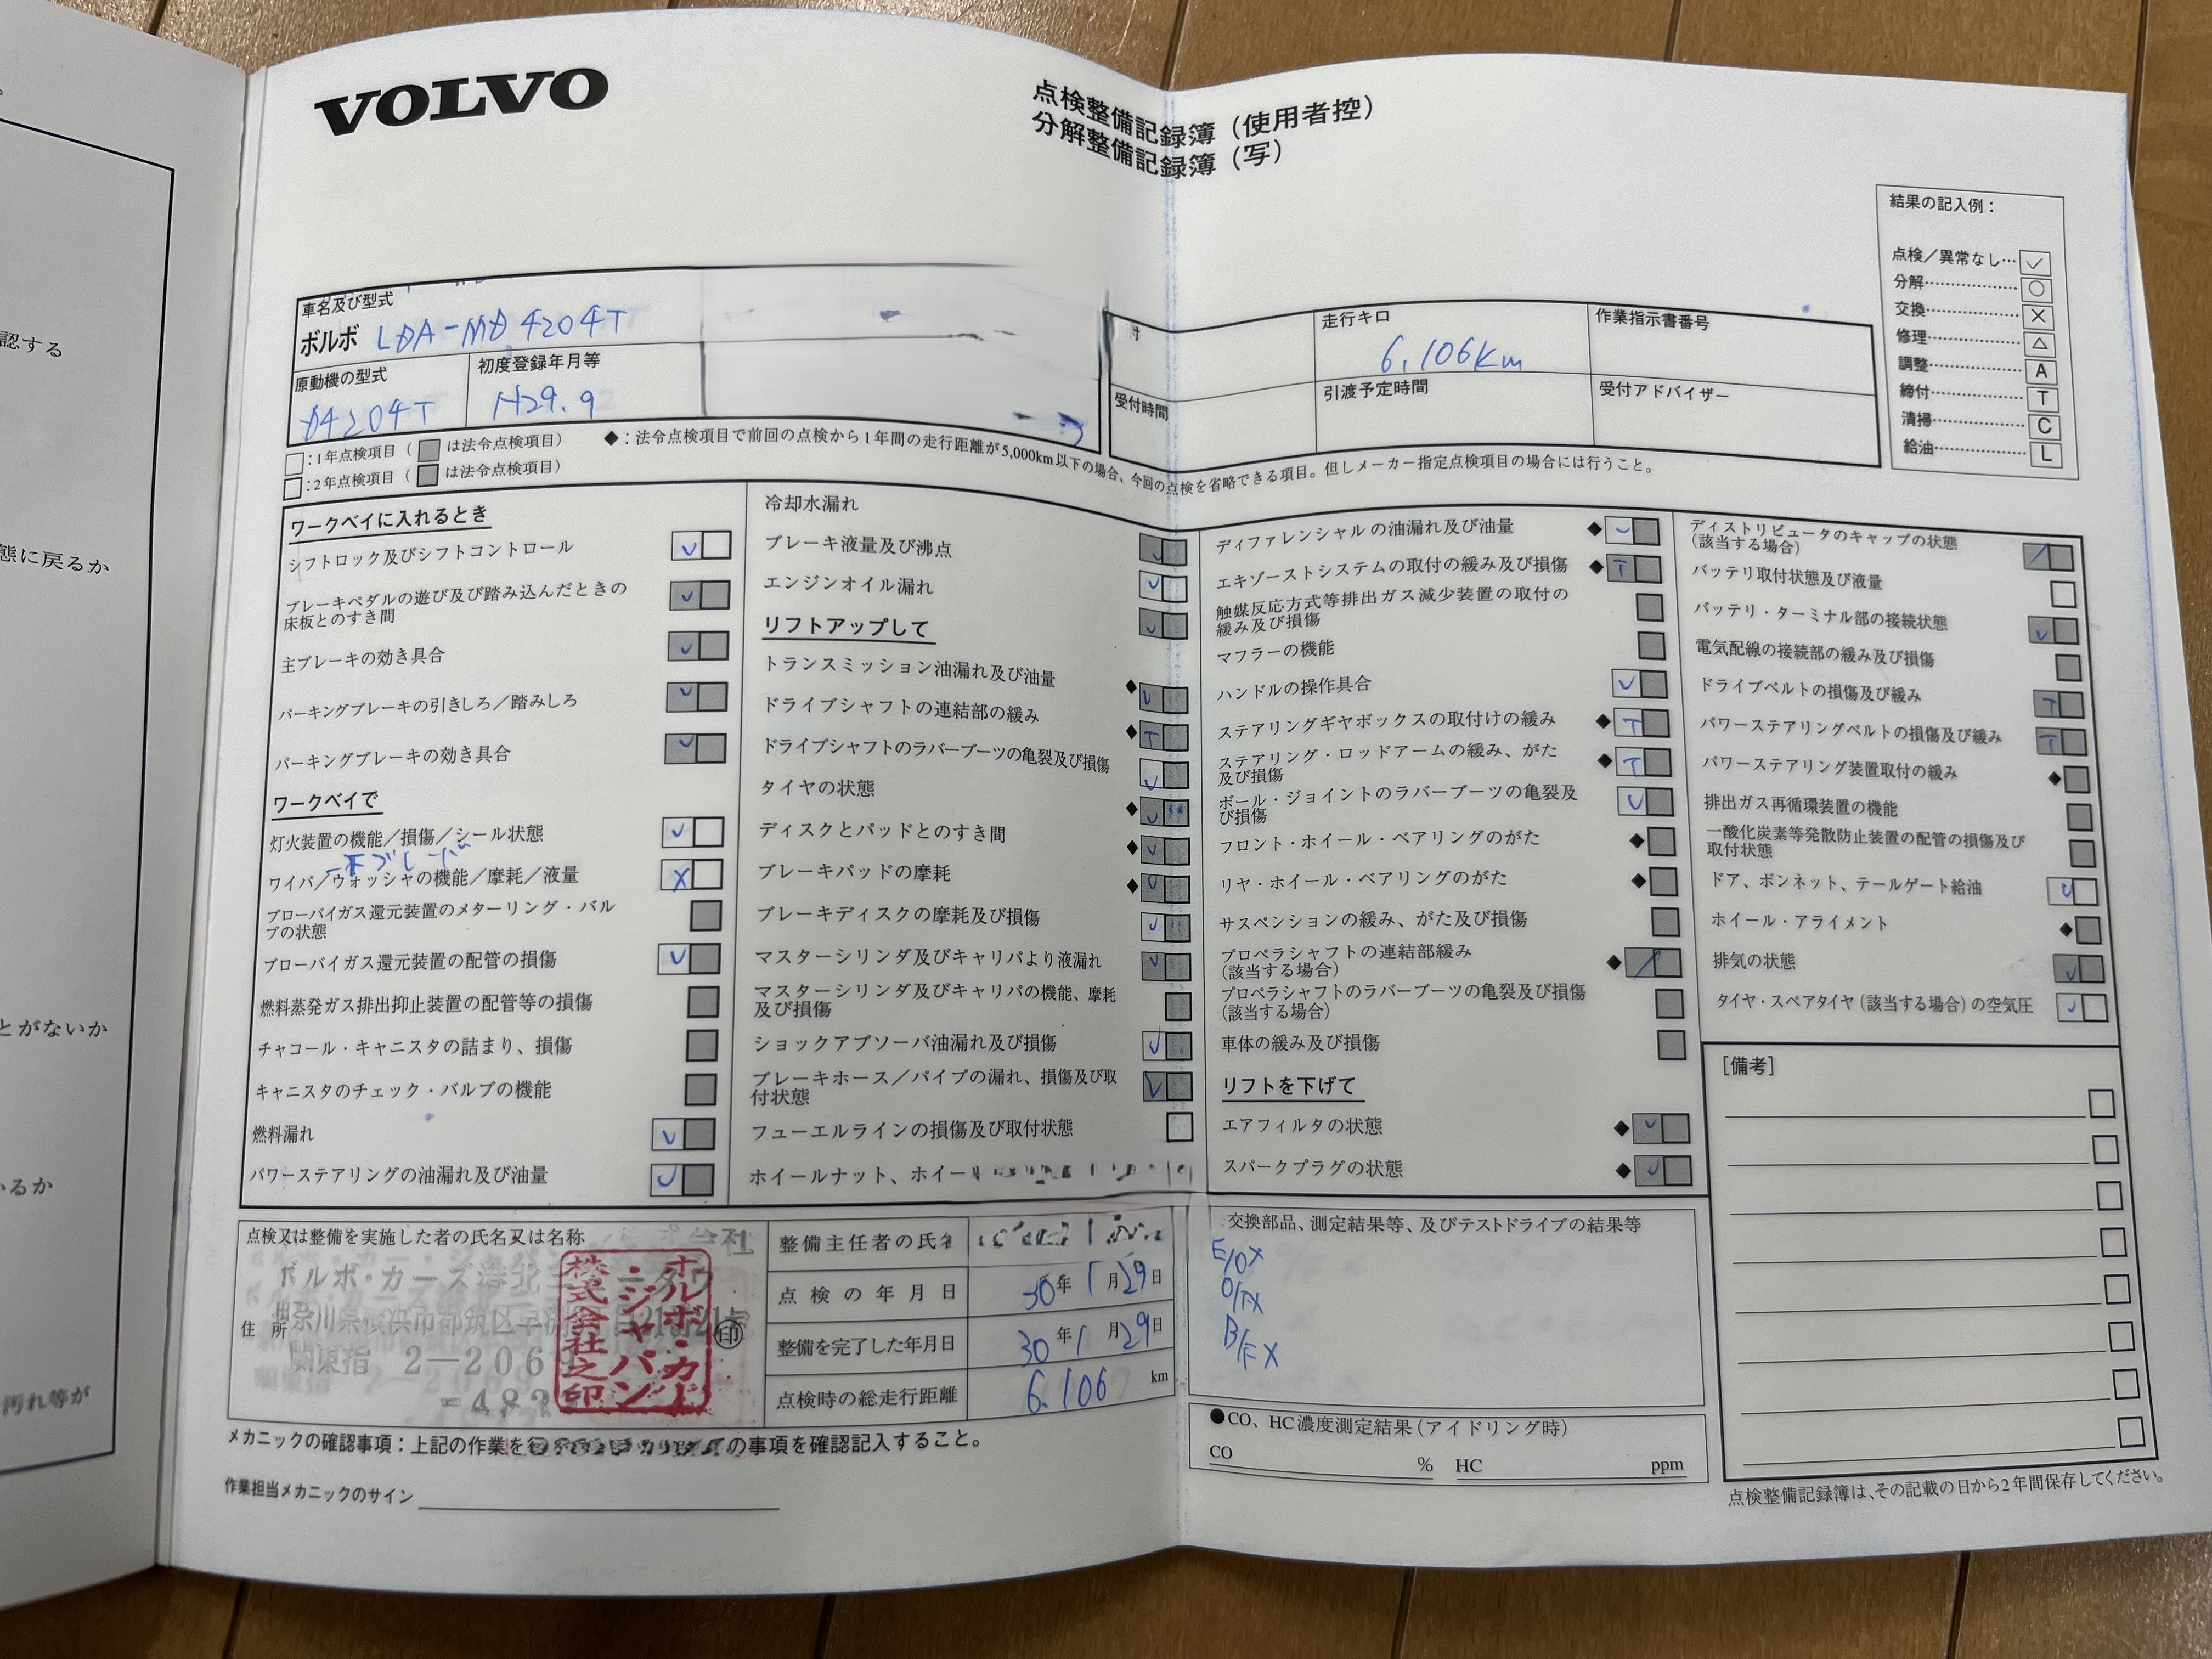 VOLVO
点検整備記録簿（使用者控）
分解整備記録簿（写）
結果の記入例：
点検／異常なし… ✓
分解… ○
交換… ×
修理… △
調整… A
締付… T
清掃… C
給油… L
車名及び型式
ボルボ LDA-MD4204T
原動機の型式
D4204T
初度登録年月等
H29.9
付
走行キロ
6,106km
作業指示書番号
受付時間
引渡予定時間
受付アドバイザー
□:1年点検項目（■は法令点検項目）
□:2年点検項目（■は法令点検項目）
◆：法令点検項目で前回の点検から1年間の走行距離が5,000km以下の場合、今回の点検を省略できる項目。但しメーカー指定点検項目の場合には行うこと。
ワークベイに入れるとき
シフトロック及びシフトコントロール
ブレーキペダルの遊び及び踏み込んだときの
床板とのすき間
主ブレーキの効き具合
パーキングブレーキの引きしろ／踏みしろ
パーキングブレーキの効き具合
ワークベイで
灯火装置の機能／損傷／シール状態
ワイパ／ウォッシャの機能／摩耗／液量 X
ブローバイガス還元装置のメターリング・バル
ブの状態
ブローバイガス還元装置の配管の損傷
燃料蒸発ガス排出抑止装置の配管等の損傷
チャコール・キャニスタの詰まり、損傷
キャニスタのチェック・バルブの機能
燃料漏れ
パワーステアリングの油漏れ及び油量
冷却水漏れ
ブレーキ液量及び沸点
エンジンオイル漏れ
リフトアップして
トランスミッション油漏れ及び油量
ドライブシャフトの連結部の緩み
ドライブシャフトのラバーブーツの亀裂及び損傷
タイヤの状態
ディスクとパッドとのすき間
ブレーキパッドの摩耗
ブレーキディスクの摩耗及び損傷
マスターシリンダ及びキャリパより液漏れ
マスターシリンダ及びキャリパの機能、摩耗
及び損傷
ショックアブソーバ油漏れ及び損傷
ブレーキホース／パイプの漏れ、損傷及び取
付状態
フューエルラインの損傷及び取付状態
ホイールナット、ホイー
ディファレンシャルの油漏れ及び油量
エキゾーストシステムの取付の緩み及び損傷 T
触媒反応方式等排出ガス減少装置の取付の
緩み及び損傷
マフラーの機能
ハンドルの操作具合
ステアリングギヤボックスの取付けの緩み T
ステアリング・ロッドアームの緩み、がた
及び損傷 T
ボール・ジョイントのラバーブーツの亀裂及
び損傷
フロント・ホイール・ベアリングのがた
リヤ・ホイール・ベアリングのがた
サスペンションの緩み、がた及び損傷
プロペラシャフトの連結部緩み
（該当する場合）
プロペラシャフトのラバーブーツの亀裂及び損傷
（該当する場合）
車体の緩み及び損傷
リフトを下げて
エアフィルタの状態
スパークプラグの状態
ディストリビュータのキャップの状態
（該当する場合）
バッテリ取付状態及び液量
バッテリ・ターミナル部の接続状態
電気配線の接続部の緩み及び損傷
ドライブベルトの損傷及び緩み T
パワーステアリングベルトの損傷及び緩み T
パワーステアリング装置取付の緩み
排出ガス再循環装置の機能
一酸化炭素等発散防止装置の配管の損傷及び
取付状態
ドア、ボンネット、テールゲート給油
ホイール・アライメント
排気の状態
タイヤ・スペアタイヤ（該当する場合）の空気圧
［備考］
点検又は整備を実施した者の氏名又は名称
ボルボ・カーズ港北
住所
関東指 2-206
-483
ボルボ・カー
・ジャパン
株式会社之印
印
整備主任者の氏名
点検の年月日 30年1月29日
整備を完了した年月日 30年1月29日
点検時の総走行距離 6.106 km
交換部品、測定結果等、及びテストドライブの結果等
E/OX
O/FX
B/FX
●CO、HC濃度測定結果（アイドリング時）
CO % HC ppm
メカニックの確認事項：上記の作業を の事項を確認記入すること。
作業担当メカニックのサイン
点検整備記録簿は、その記載の日から2年間保存してください。
認する
態に戻るか
とがないか
いるか
汚れ等が